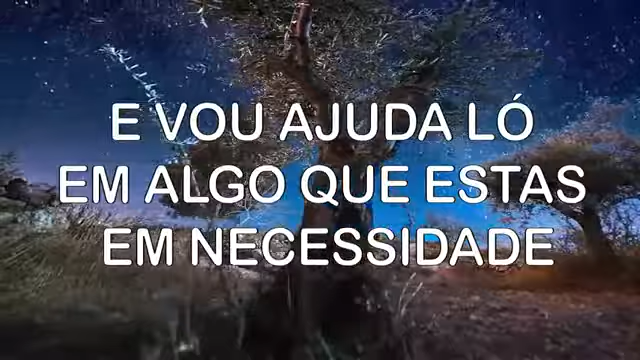 E VOU AJUDA LÓ
EM ALGO QUE ESTAS
EM NECESSIDADE